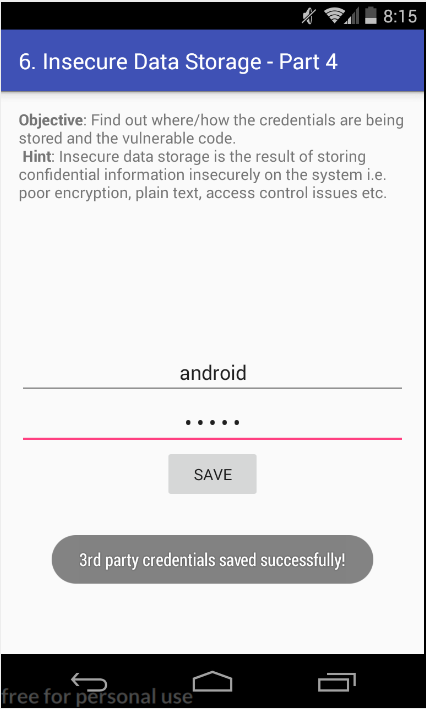 8:15
6. Insecure Data Storage - Part 4
Objective: Find out where/how the credentials are being
stored and the vulnerable code.
Hint: Insecure data storage is the result of storing
confidential information insecurely on the system i.e.
poor encryption, plain text, access control issues etc.
android
•••••
SAVE
3rd party credentials saved successfully!
free for personal use